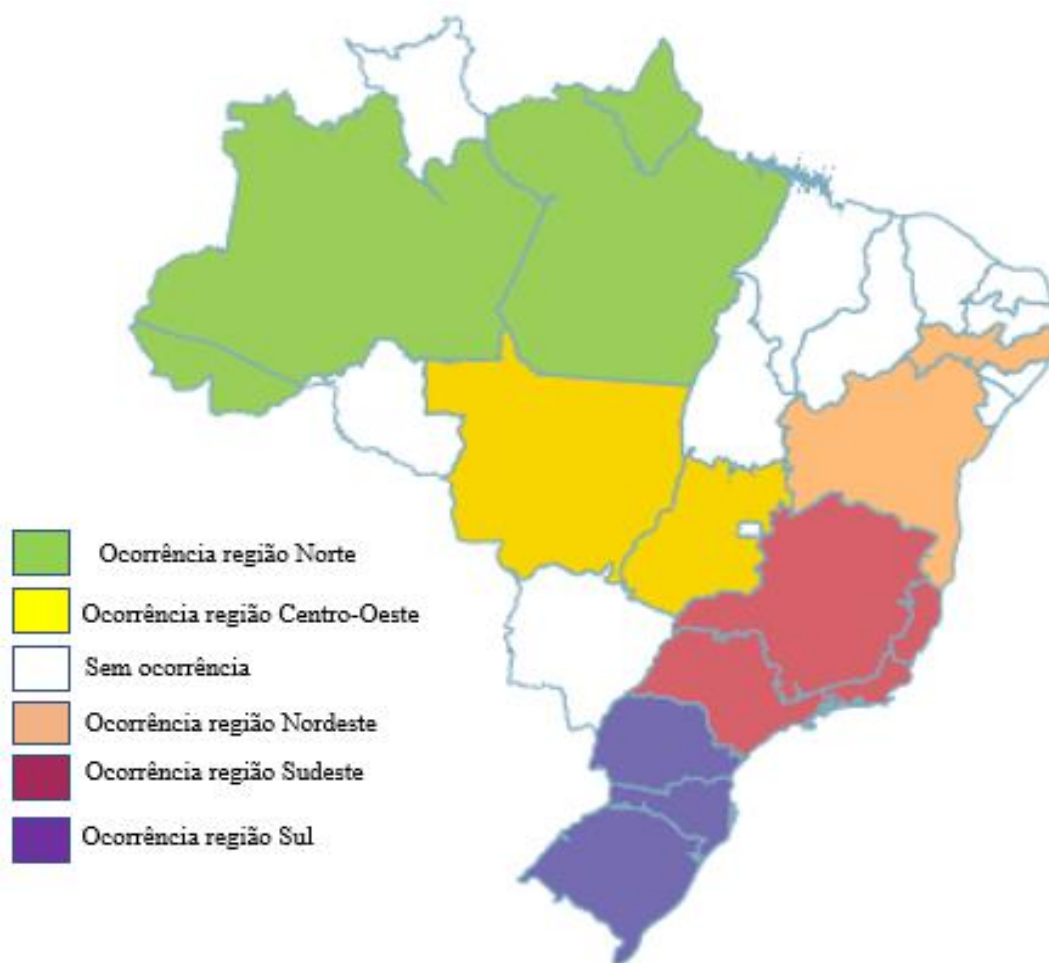 Ocorrência região Norte
Ocorrência região Centro-Oeste
Sem ocorrência
Ocorrência região Nordeste
Ocorrência região Sudeste
Ocorrência região Sul